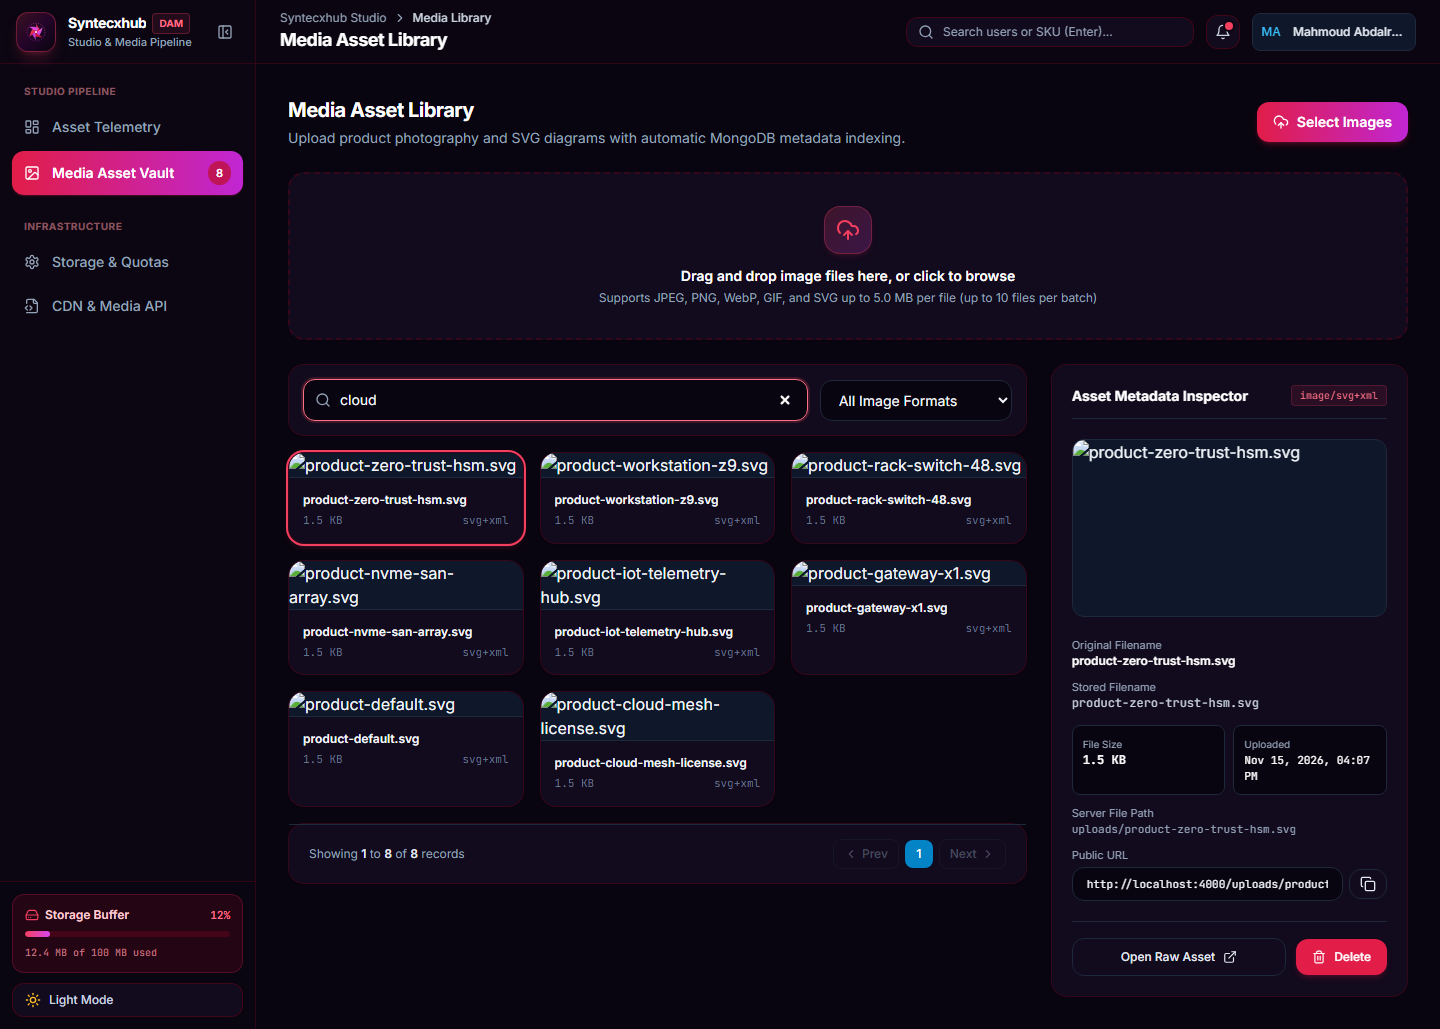 Syntecxhub DAM
Studio & Media Pipeline
STUDIO PIPELINE
Asset Telemetry
Media Asset Vault 8
INFRASTRUCTURE
Storage & Quotas
CDN & Media API
Storage Buffer 12%
12.4 MB of 100 MB used
Light Mode
Syntecxhub Studio > Media Library
Media Asset Library
Search users or SKU (Enter)...
MA Mahmoud Abdalr...
Media Asset Library
Upload product photography and SVG diagrams with automatic MongoDB metadata indexing.
Select Images
Drag and drop image files here, or click to browse
Supports JPEG, PNG, WebP, GIF, and SVG up to 5.0 MB per file (up to 10 files per batch)
cloud
All Image Formats
product-zero-trust-hsm.svg
product-zero-trust-hsm.svg
1.5 KB svg+xml
product-workstation-z9.svg
product-workstation-z9.svg
1.5 KB svg+xml
product-rack-switch-48.svg
product-rack-switch-48.svg
1.5 KB svg+xml
product-nvme-san-
array.svg
product-nvme-san-array.svg
1.5 KB svg+xml
product-iot-telemetry-
hub.svg
product-iot-telemetry-hub.svg
1.5 KB svg+xml
product-gateway-x1.svg
product-gateway-x1.svg
1.5 KB svg+xml
product-default.svg
product-default.svg
1.5 KB svg+xml
product-cloud-mesh-
license.svg
product-cloud-mesh-license.svg
1.5 KB svg+xml
Showing 1 to 8 of 8 records
Prev 1 Next
Asset Metadata Inspector
image/svg+xml
product-zero-trust-hsm.svg
Original Filename
product-zero-trust-hsm.svg
Stored Filename
product-zero-trust-hsm.svg
File Size
1.5 KB
Uploaded
Nov 15, 2026, 04:07
PM
Server File Path
uploads/product-zero-trust-hsm.svg
Public URL
http://localhost:4000/uploads/product
Open Raw Asset
Delete